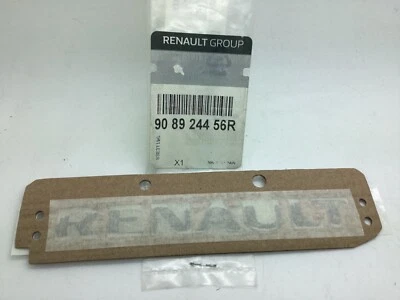 RENAULT GROUP
90 89 244 56R
X1
RENAULT